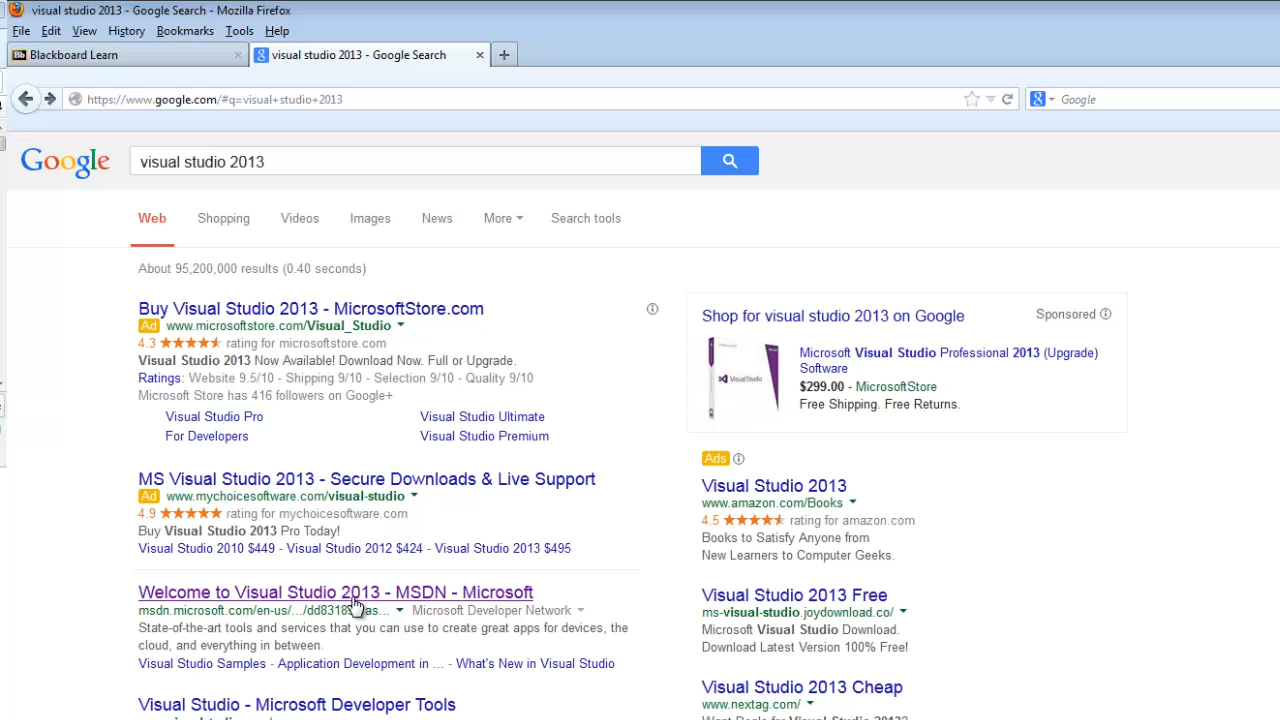 visual studio 2013 - Google Search - Mozilla Firefox
File Edit View History Bookmarks Tools Help
Bb Blackboard Learn
8 visual studio 2013 - Google Search
https://www.google.com/#q=visual+studio+2013
8 Google
Google
visual studio 2013
Web Shopping Videos Images News More Search tools
About 95,200,000 results (0.40 seconds)
Buy Visual Studio 2013 - MicrosoftStore.com
Ad www.microsoftstore.com/Visual_Studio
4.3 ★★★★★ rating for microsoftstore.com
Visual Studio 2013 Now Available! Download Now. Full or Upgrade.
Ratings: Website 9.5/10 - Shipping 9/10 - Selection 9/10 - Quality 9/10
Microsoft Store has 416 followers on Google+
Visual Studio Pro Visual Studio Ultimate
For Developers Visual Studio Premium
MS Visual Studio 2013 - Secure Downloads & Live Support
Ad www.mychoicesoftware.com/visual-studio
4.9 ★★★★★ rating for mychoicesoftware.com
Buy Visual Studio 2013 Pro Today!
Visual Studio 2010 $449 - Visual Studio 2012 $424 - Visual Studio 2013 $495
Welcome to Visual Studio 2013 - MSDN - Microsoft
msdn.microsoft.com/en-us/... Microsoft Developer Network
State-of-the-art tools and services that you can use to create great apps for devices, the
cloud, and everything in between.
Visual Studio Samples - Application Development in ... - What's New in Visual Studio
Visual Studio - Microsoft Developer Tools
Shop for visual studio 2013 on Google Sponsored
VisualStudio
Microsoft Visual Studio Professional 2013 (Upgrade)
Software
$299.00 - MicrosoftStore
Free Shipping. Free Returns.
Ads
Visual Studio 2013
www.amazon.com/Books
4.5 ★★★★★ rating for amazon.com
Books to Satisfy Anyone from
New Learners to Computer Geeks.
Visual Studio 2013 Free
ms-visual-studio.joydownload.co/
Microsoft Visual Studio Download.
Download Latest Version 100% Free!
Visual Studio 2013 Cheap
www.nextag.com/